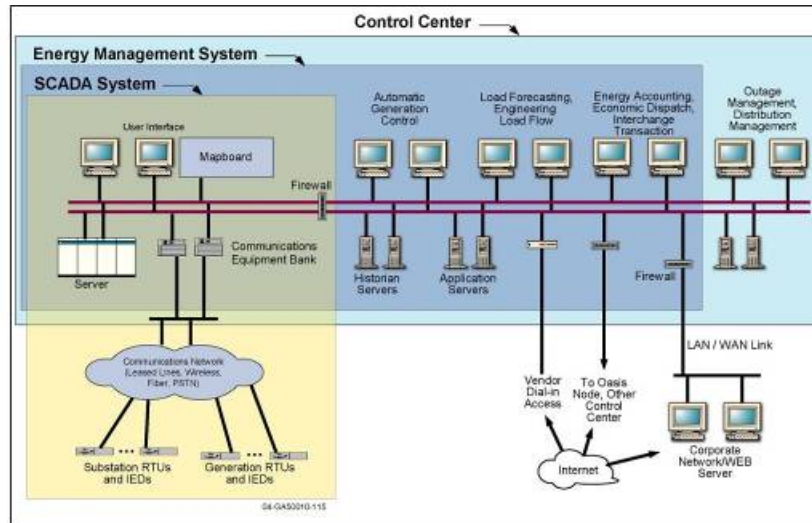 Control Center
Energy Management System
SCADA System
User Interface
Mapboard
Firewall
Automatic
Generation
Control
Load Forecasting,
Engineering
Load Flow
Energy Accounting,
Economic Dispatch,
Interchange
Transaction
Outage
Management,
Distribution
Management
Server
Communications
Equipment Bank
Historian
Servers
Application
Servers
Firewall
Communications Network
(Leased Lines, Wireless,
Fiber, PSTN)
LAN / WAN Link
Vendor
Dial-in
Access
To Oasis
Node, Other
Control
Center
Internet
Corporate
Network/WEB
Server
Substation RTUs
and IEDs
Generation RTUs
and IEDs